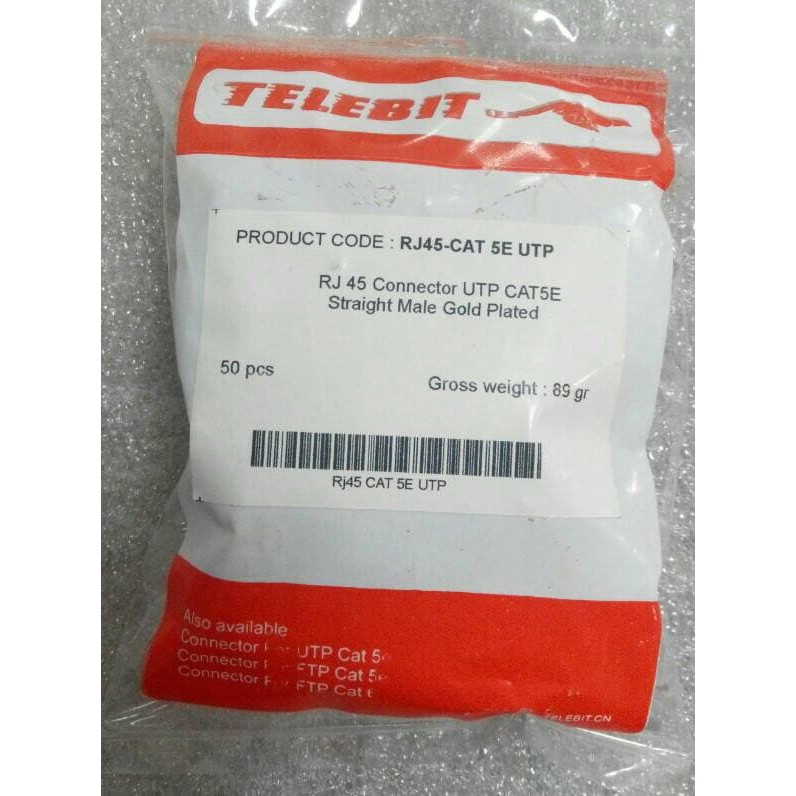 TELEBIT
PRODUCT CODE : RJ45-CAT 5E UTP
RJ 45 Connector UTP CAT5E
Straight Male Gold Plated
50 pcs
Gross weight : 89 gr
Rj45 CAT 5E UTP
Also available
Connector UTP Cat
Connector FTP Cat
Connector FTP Cat
TELEBIT.CN